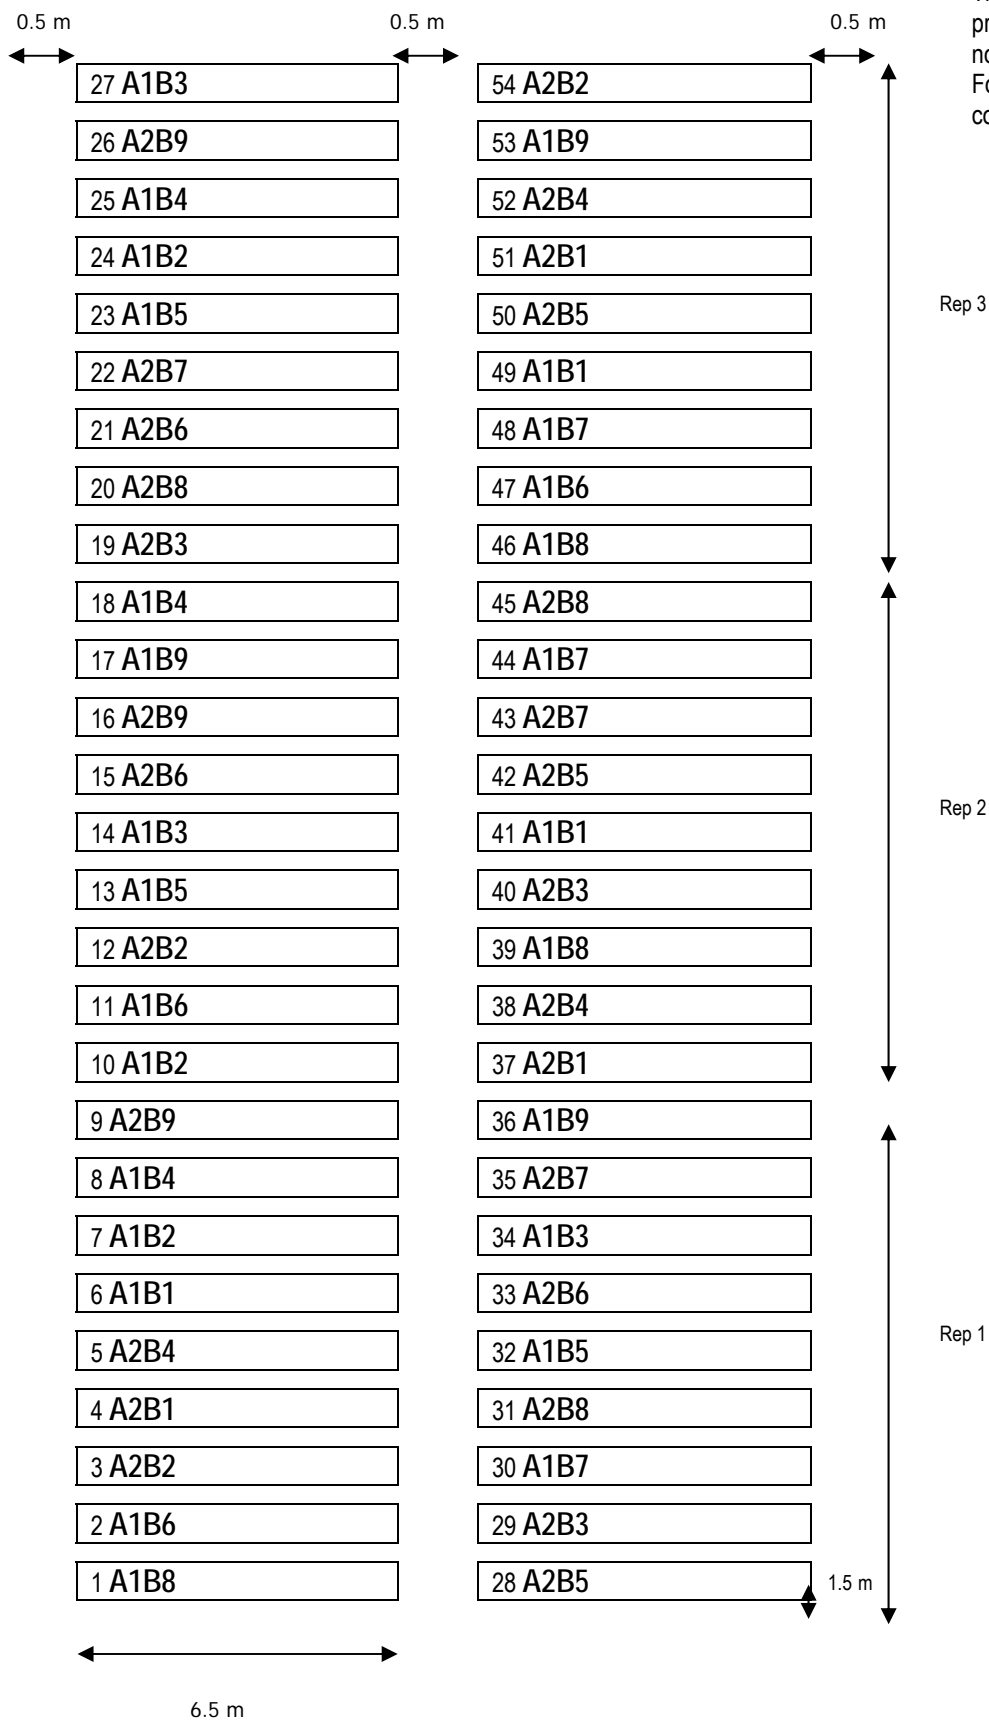 0.5 m 0.5 m 0.5 m
27 A1B3 54 A2B2
26 A2B9 53 A1B9
25 A1B4 52 A2B4
24 A1B2 51 A2B1
23 A1B5 50 A2B5
Rep 3
22 A2B7 49 A1B1
21 A2B6 48 A1B7
20 A2B8 47 A1B6
19 A2B3 46 A1B8
18 A1B4 45 A2B8
17 A1B9 44 A1B7
16 A2B9 43 A2B7
15 A2B6 42 A2B5
Rep 2
14 A1B3 41 A1B1
13 A1B5 40 A2B3
12 A2B2 39 A1B8
11 A1B6 38 A2B4
10 A1B2 37 A2B1
9 A2B9 36 A1B9
8 A1B4 35 A2B7
7 A1B2 34 A1B3
6 A1B1 33 A2B6
Rep 1
5 A2B4 32 A1B5
4 A2B1 31 A2B8
3 A2B2 30 A1B7
2 A1B6 29 A2B3
1 A1B8 28 A2B5 1.5 m
6.5 m